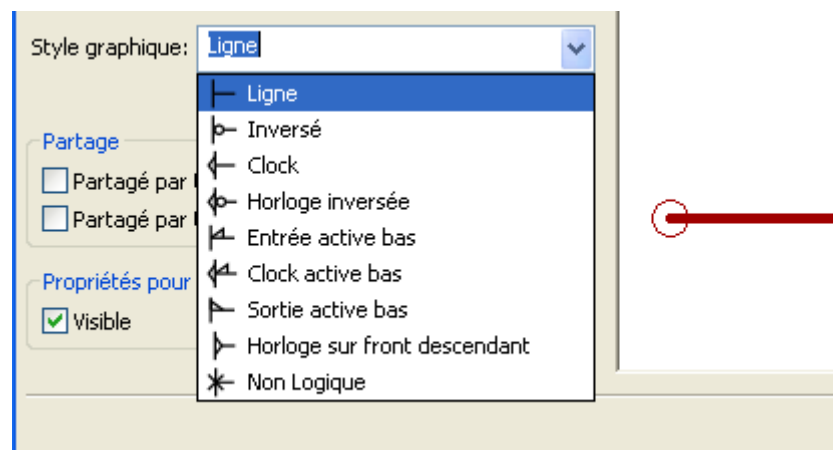 Style graphique: Ligne
Ligne
Inversé
Partage
Clock
Partagé par
Horloge inversée
Partagé par
Entrée active bas
Clock active bas
Propriétés pour
Sortie active bas
Visible
Horloge sur front descendant
Non Logique